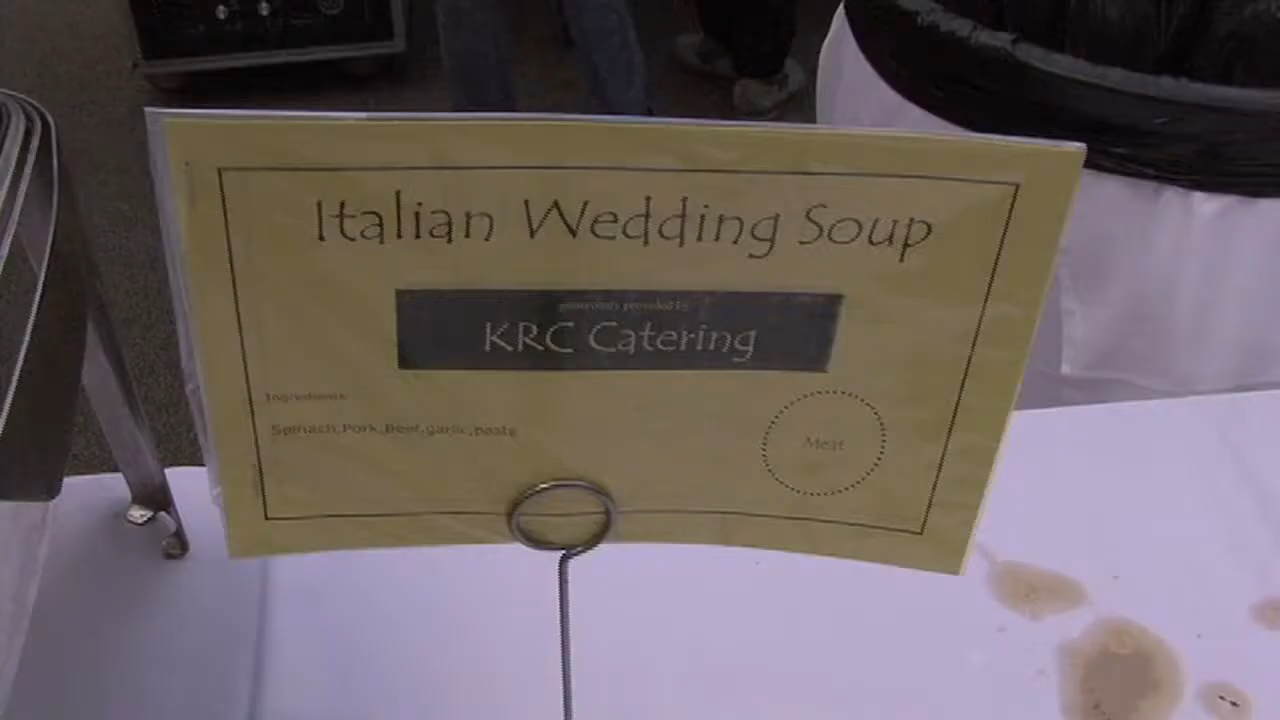 Italian Wedding Soup
generously provided by
KRC Catering
Ingredients:
Spinach,Pork,Beef,garlic,pasta
Meat